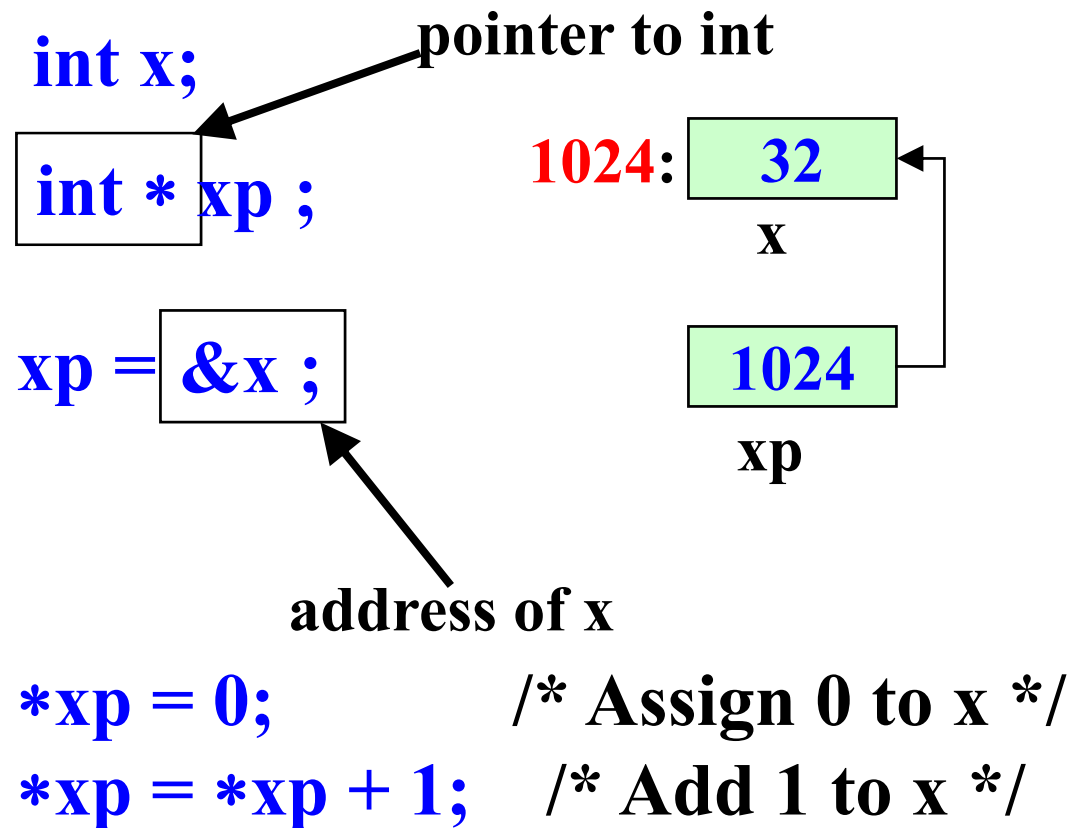 pointer to int
int x;
int * xp ;
1024: 32
x
xp = &x ;
1024
xp
address of x
*xp = 0; /* Assign 0 to x */
*xp = *xp + 1; /* Add 1 to x */